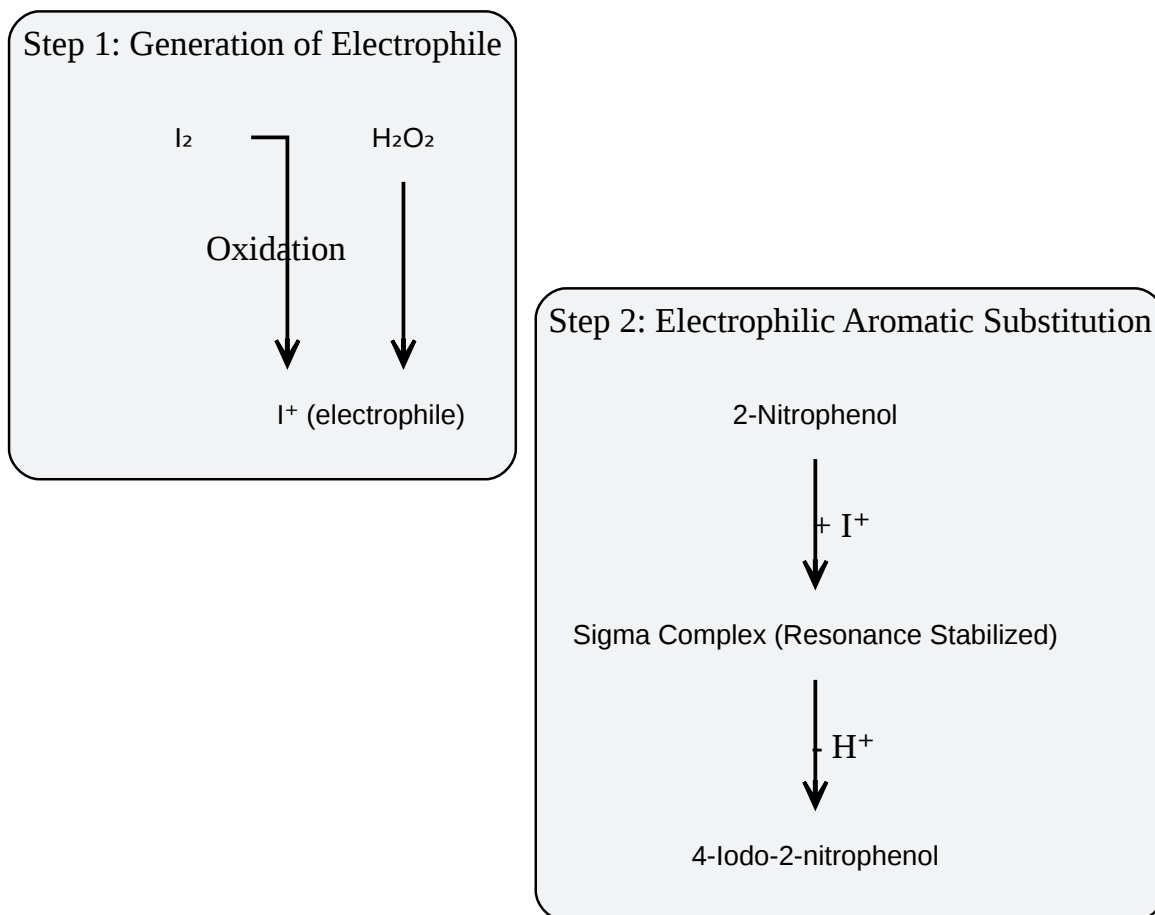 Step 1: Generation of Electrophile
I₂
H₂O₂
Oxidation
I⁺ (electrophile)
Step 2: Electrophilic Aromatic Substitution
2-Nitrophenol
+ I⁺
Sigma Complex (Resonance Stabilized)
- H⁺
4-Iodo-2-nitrophenol